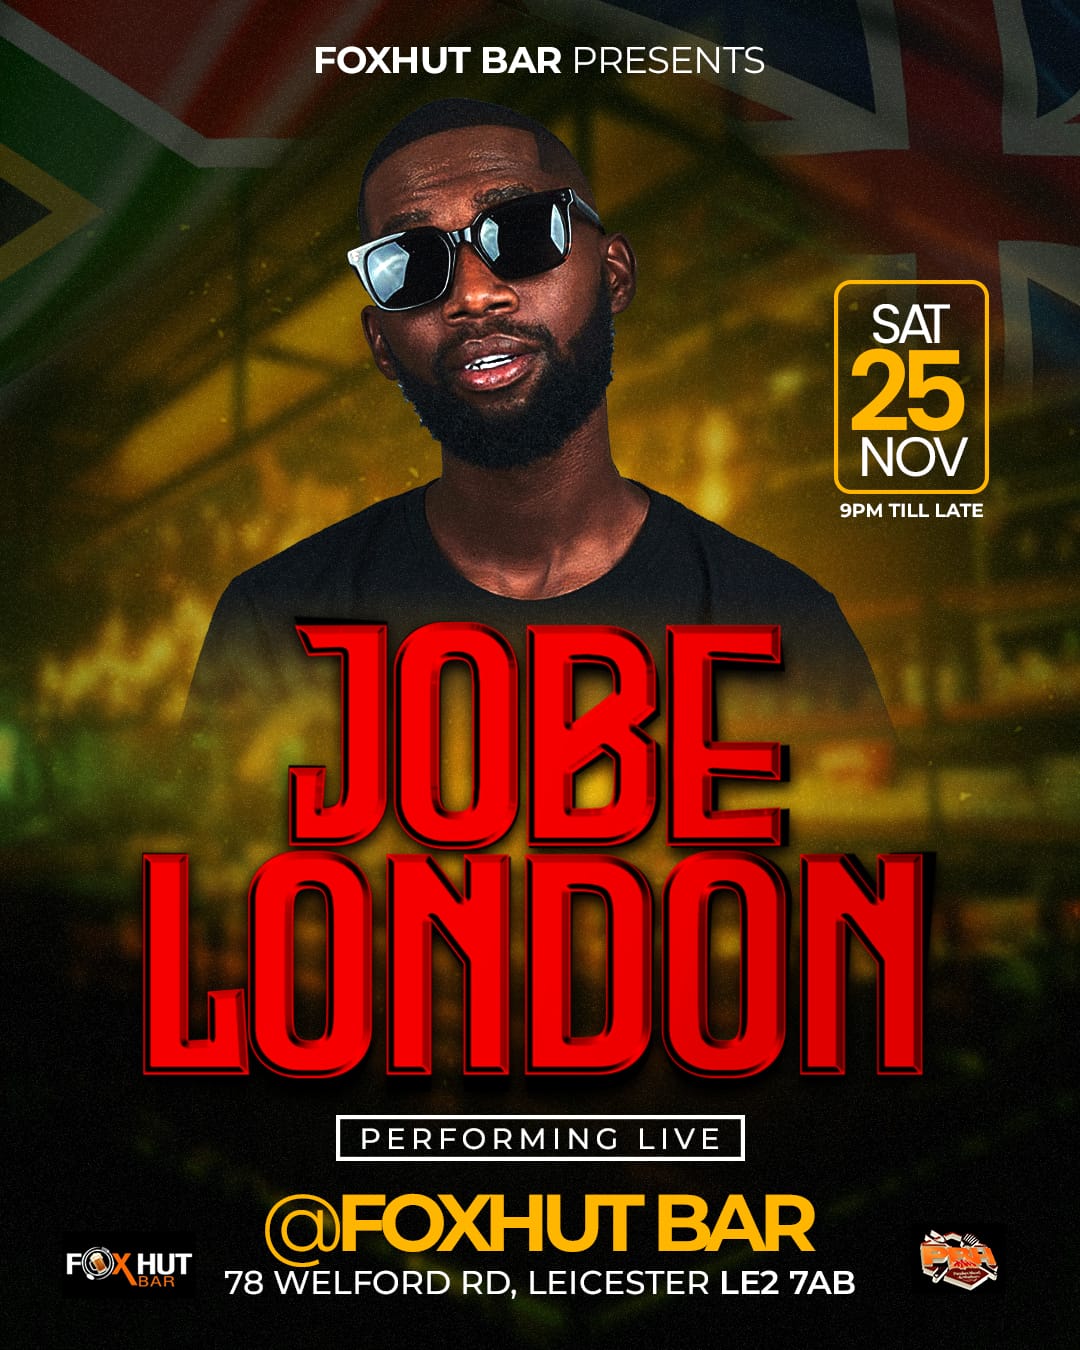 FOXHUT BAR PRESENTS
SAT
25
NOV
9PM TILL LATE
JOBE
LONDON
PERFORMING LIVE
@FOXHUT BAR
78 WELFORD RD, LEICESTER LE2 7AB
FOX HUT
BAR
PBA